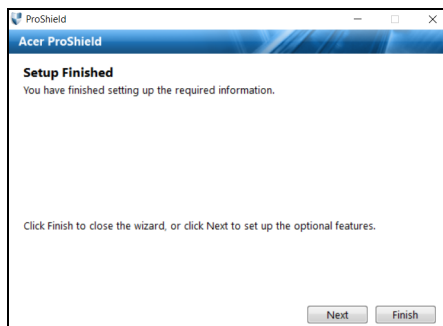 ProShield
Acer ProShield
Setup Finished
You have finished setting up the required information.
Click Finish to close the wizard, or click Next to set up the optional features.
Next Finish